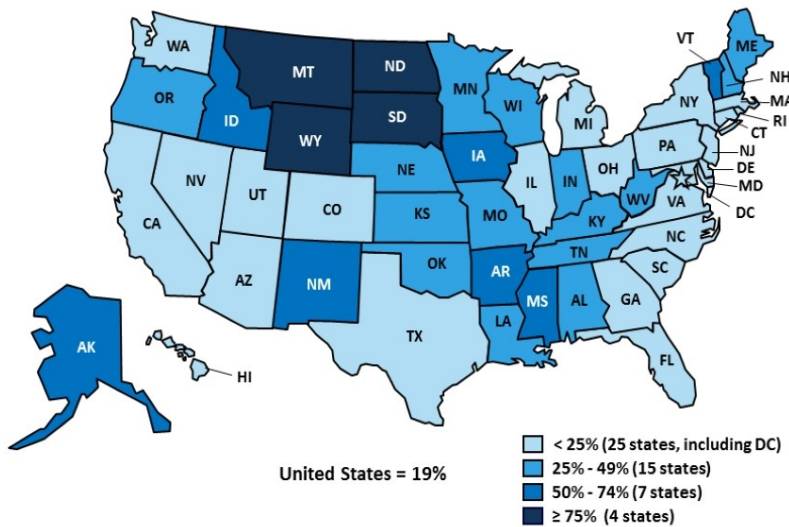 WA
MT
ND
MN
VT
ME
NH
OR
ID
SD
WI
NY
MA
RI
CT
WY
MI
IA
PA
NJ
NE
OH
DE
NV
IL
IN
MD
UT
CO
WV
VA
DC
CA
KS
MO
KY
NC
TN
AZ
NM
OK
AR
SC
MS
AL
GA
TX
LA
FL
AK
HI
United States = 19%
< 25% (25 states, including DC)
25% - 49% (15 states)
50% - 74% (7 states)
≥ 75% (4 states)